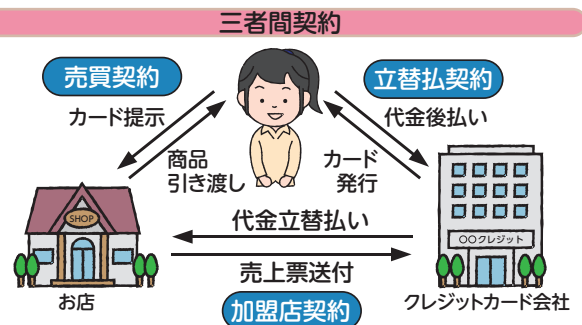 三者間契約
売買契約
立替払契約
カード提示
代金後払い
商品
引き渡し
カード
発行
SHOP
代金立替払い
〇〇クレジット
売上票送付
お店
加盟店契約
クレジットカード会社